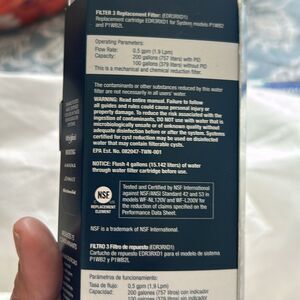 FILTER 3 Replacement Filter: (EDR3RXD1)
Replacement cartridge EDR3RXD1 for System models P1WB2
and P1WB2L
Operating Parameters:
Flow Rate: 0.5 gpm (1.9 Lpm)
Capacity: 200 gallons (757 liters) with PID
100 gallons (379 liters) without PID
This is a mechanical and chemical reduction filter.
The contaminants or other substances reduced by this water
filter are not necessarily in all users' water.
WARNING: Read entire manual. Failure to follow
all guides and rules could cause personal injury or
property damage. To reduce the risk associated with the
ingestion of contaminants, DO NOT use with water that is
microbiologically unsafe or of unknown quality without
adequate disinfection before or after the system. Systems
certified for cyst reduction may be used on disinfected
water that may contain filterable cysts.
EPA Est. No. 082047-TWN-001
NOTICE: Flush 4 gallons (15.142 liters) of water
through water filter cartridge before use.
NSF
REPLACEMENT
ELEMENT
Tested and Certified by NSF International
against NSF/ANSI Standard 42 and 53 in
models WF-NL120V and WF-L200V for
the reduction of claims specified on the
Performance Data Sheet.
NSF is a trademark of NSF International.
FILTRO 3 Filtro de repuesto: (EDR3RXD1)
Cartucho de repuesto EDR3RXD1 para el modelo de sistema
P1WB2 y P1WB2L
Parámetros de funcionamiento:
Tasa de flujo: 0,5 gpm (1,9 Lpm)
Capacidad: 200 galones (757 litros) con indicador
100 galones (379 litros) sin indicador